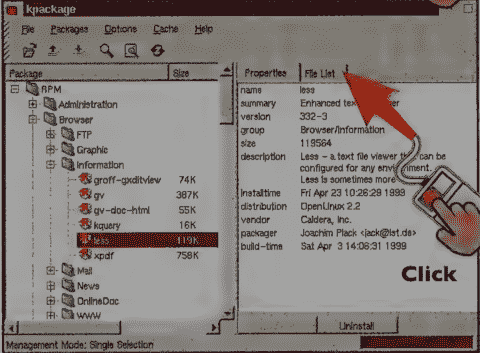 Click
kpackage
File Packages Options Cache Help
Package Size
Properties File List
RPM
Administration
Browser
FTP
Graphic
Information
groff-gxditview 74K
gv 387K
gv-doc-html 55K
kquery 16K
less 119K
xpdf 758K
Mail
News
OnlineDoc
WWW
name less
summary Enhanced
version 332-3
group Browser/Information
size 119564
description Less - a text file viewer can be
configured for any environment.
Less is sometimes more
installtime Fri Apr 23 10:26:29 1999
distribution OpenLinux 2.2
vendor Caldera, Inc.
packager Joachim Plack <jack@lst.de>
build-time Sat Apr 3 14:06:31 1999
Click
Uninstall
Management Mode: Single Selection